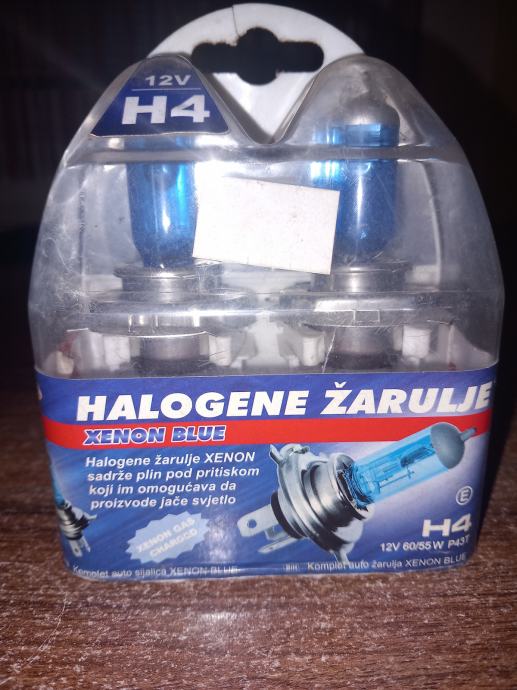 12V
H4
HALOGENE ŽARULJE
XENON BLUE
Halogene žarulje XENON
sadrže plin pod pritiskom
koji im omogućava da
proizvode jače svjetlo
XENON GAS
CHARGED
E
H4
12V 60/55W P43T
Komplet auto sijalica XENON BLUE
BIH Komplet auto žarulja XENON BLUE